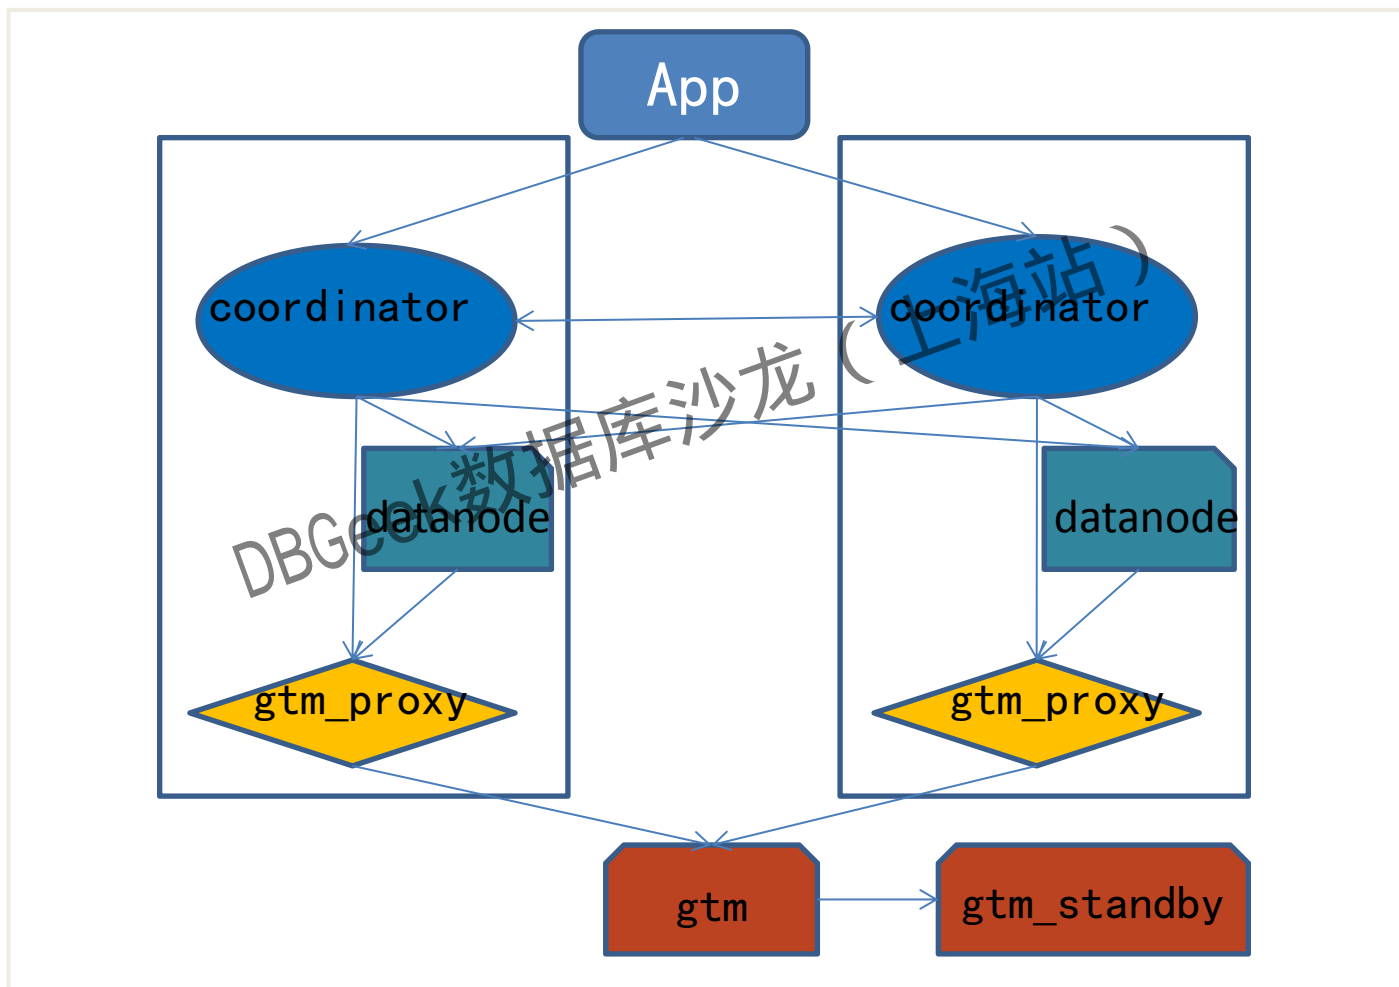 App
coordinator
coordinator
datanode
datanode
gtm_proxy
gtm_proxy
gtm
gtm_standby
DBGeek数据库沙龙（上海站）